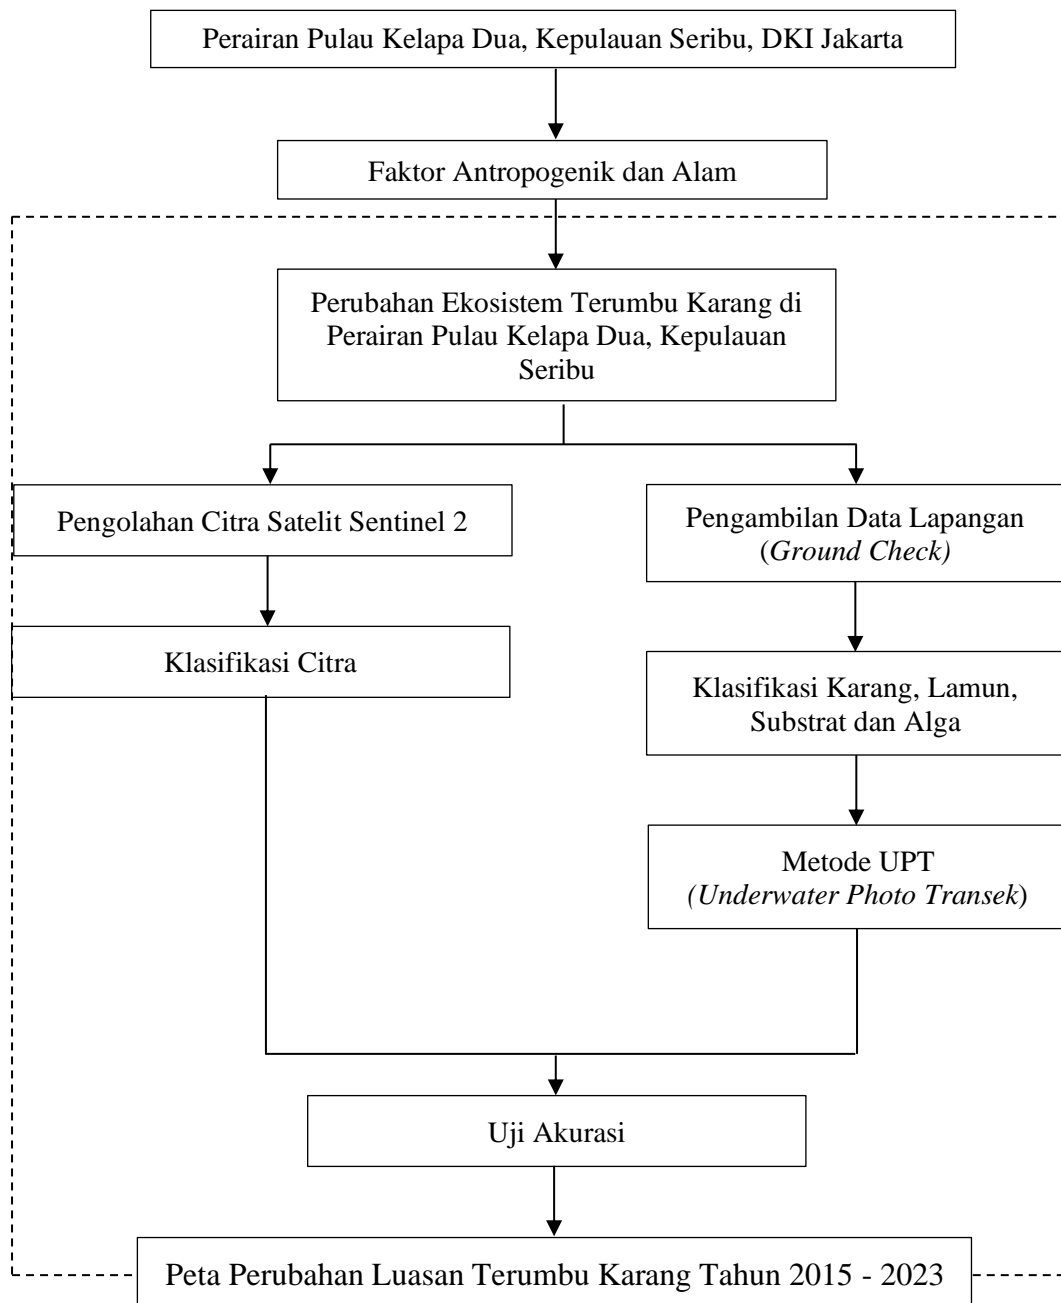 Perairan Pulau Kelapa Dua, Kepulauan Seribu, DKI Jakarta
Faktor Antropogenik dan Alam
Perubahan Ekosistem Terumbu Karang di
Perairan Pulau Kelapa Dua, Kepulauan
Seribu
Pengolahan Citra Satelit Sentinel 2
Klasifikasi Citra
Pengambilan Data Lapangan
(Ground Check)
Klasifikasi Karang, Lamun,
Substrat dan Alga
Metode UPT
(Underwater Photo Transek)
Uji Akurasi
Peta Perubahan Luasan Terumbu Karang Tahun 2015 - 2023